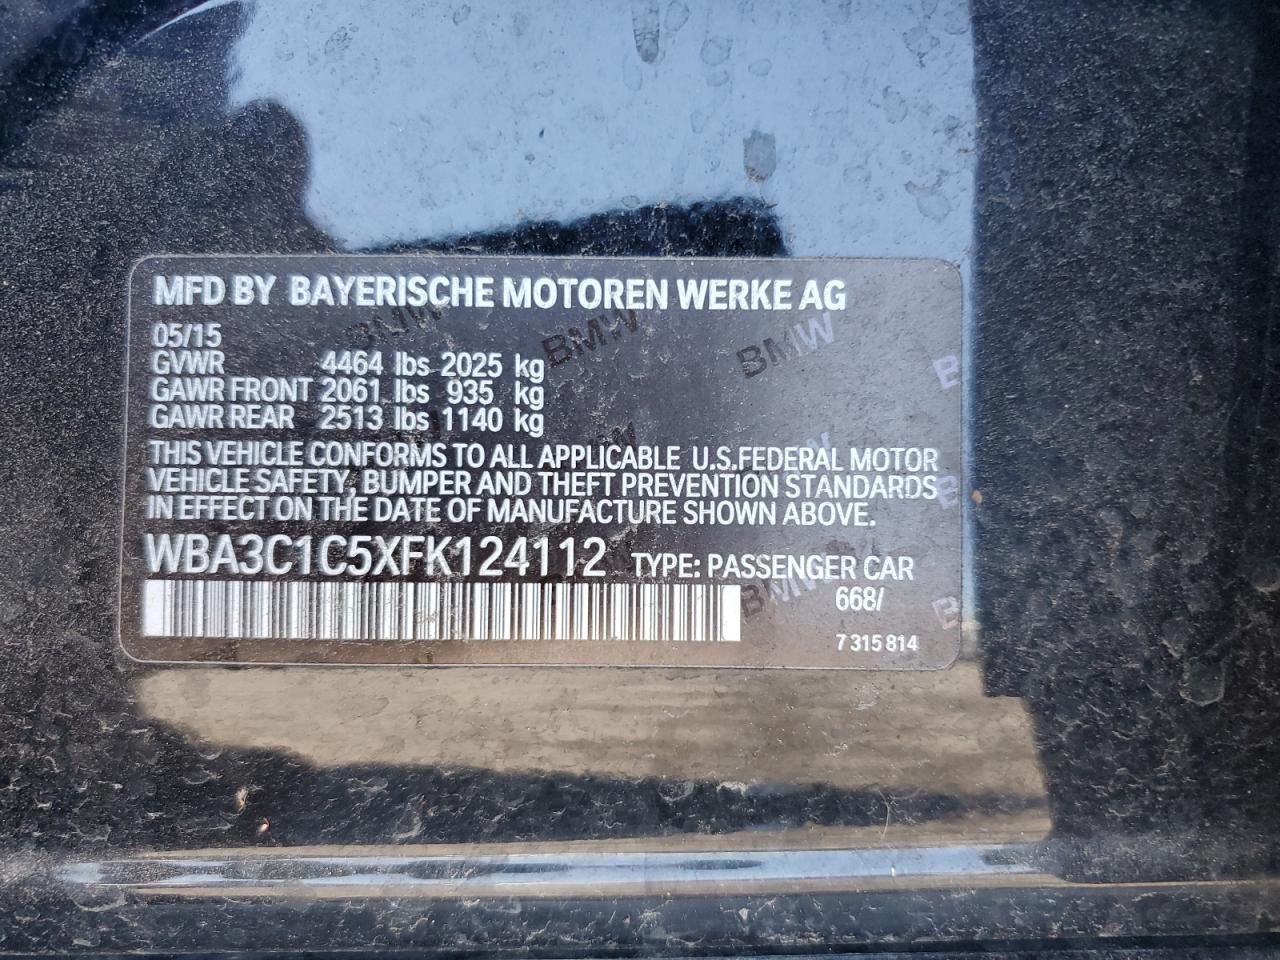 MFD BY BAYERISCHE MOTOREN WERKE AG
05/15
GVWR 4464 lbs 2025 kg
GAWR FRONT 2061 lbs 935 kg
GAWR REAR 2513 lbs 1140 kg
THIS VEHICLE CONFORMS TO ALL APPLICABLE U.S.FEDERAL MOTOR
VEHICLE SAFETY, BUMPER AND THEFT PREVENTION STANDARDS
IN EFFECT ON THE DATE OF MANUFACTURE SHOWN ABOVE.
WBA3C1C5XFK124112 TYPE: PASSENGER CAR
668/
7 315 814
BMW BMW BMW